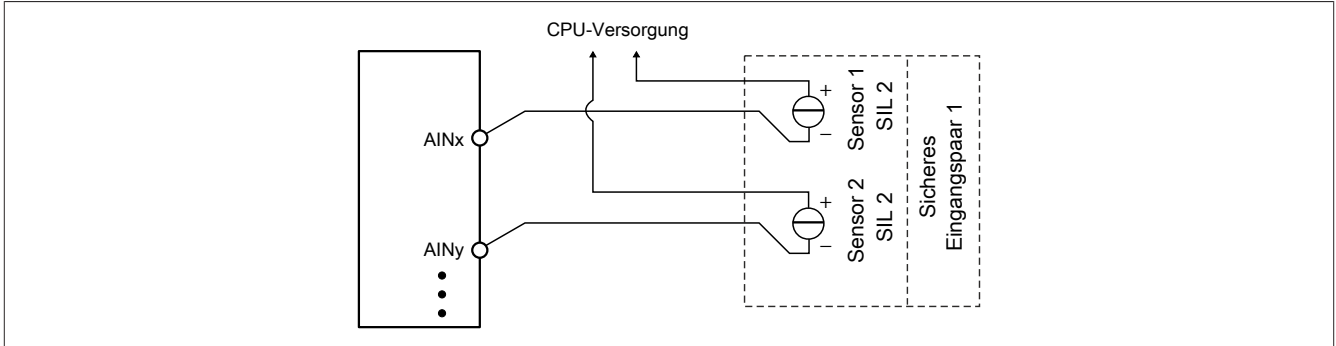 CPU-Versorgung
AINx
+
−
Sensor 1
SIL 2
AINy
+
−
Sensor 2
SIL 2
Sicheres
Eingangspaar 1